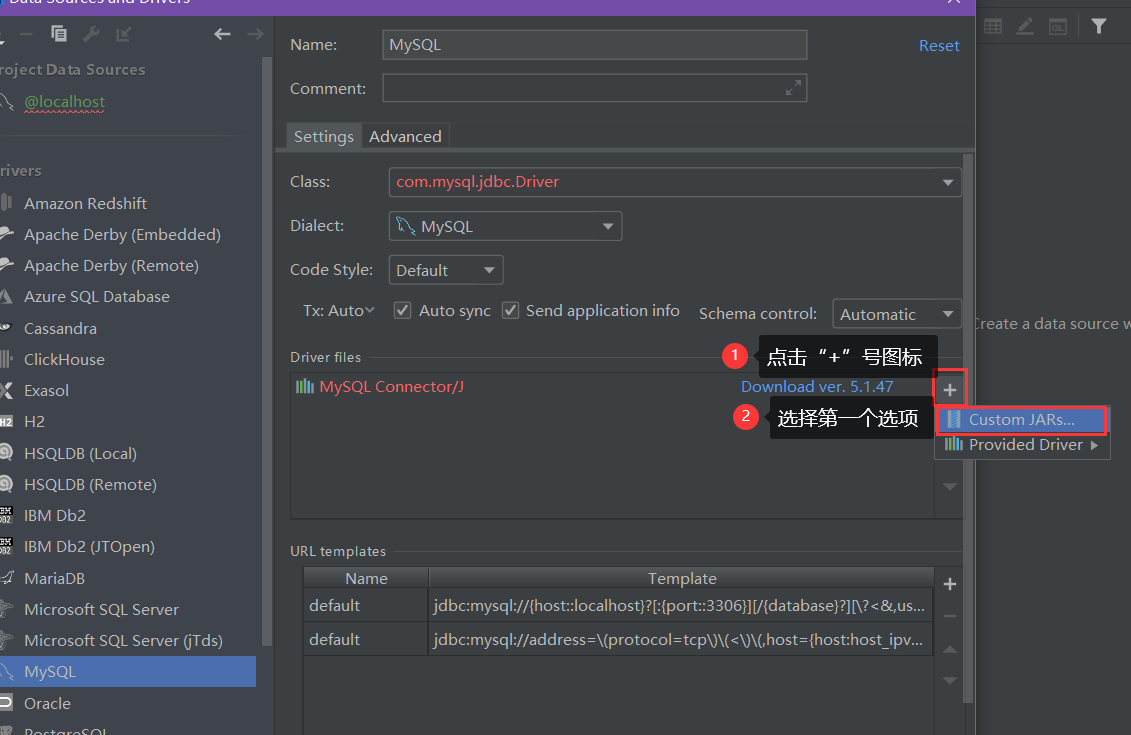 Data Sources and Drivers
Name:
MySQL
Reset
Comment:
Project Data Sources
@localhost
Settings
Advanced
Drivers
Amazon Redshift
Apache Derby (Embedded)
Apache Derby (Remote)
Azure SQL Database
Cassandra
ClickHouse
Exasol
H2
HSQLDB (Local)
HSQLDB (Remote)
IBM Db2
IBM Db2 (JTOpen)
MariaDB
Microsoft SQL Server
Microsoft SQL Server (jTds)
MySQL
Oracle
PostgreSQL
Class:
com.mysql.jdbc.Driver
Dialect:
MySQL
Code Style:
Default
Tx: Auto
Auto sync
Send application info
Schema control:
Automatic
Create a data source w
Driver files
1
点击“+”号图标
MySQL Connector/J
Download ver. 5.1.47
2
选择第一个选项
Custom JARs...
Provided Driver
URL templates
Name
Template
default
jdbc:mysql://{host::localhost}?[:{port::3306}][/{database}?][\?<&,us...
default
jdbc:mysql://address=\(protocol=tcp\)\(<\)\(,host={host:host_ipv...